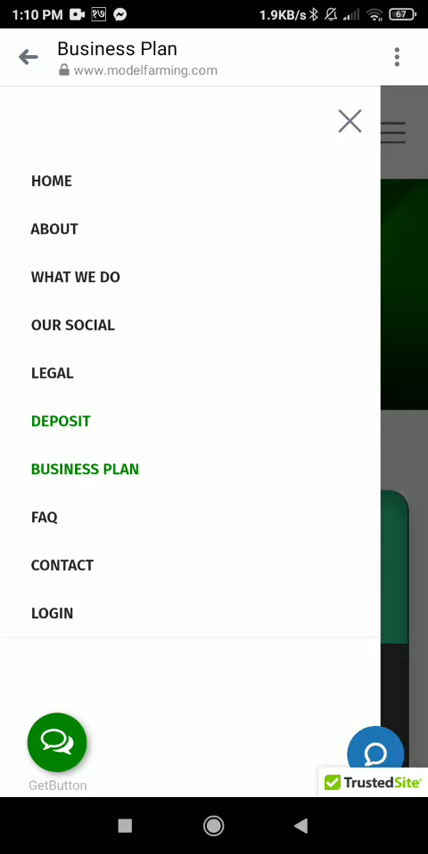 1:10 PM 1.9KB/s 67
Business Plan
www.modelfarming.com
HOME
ABOUT
WHAT WE DO
OUR SOCIAL
LEGAL
DEPOSIT
BUSINESS PLAN
FAQ
CONTACT
LOGIN
GetButton
TrustedSite